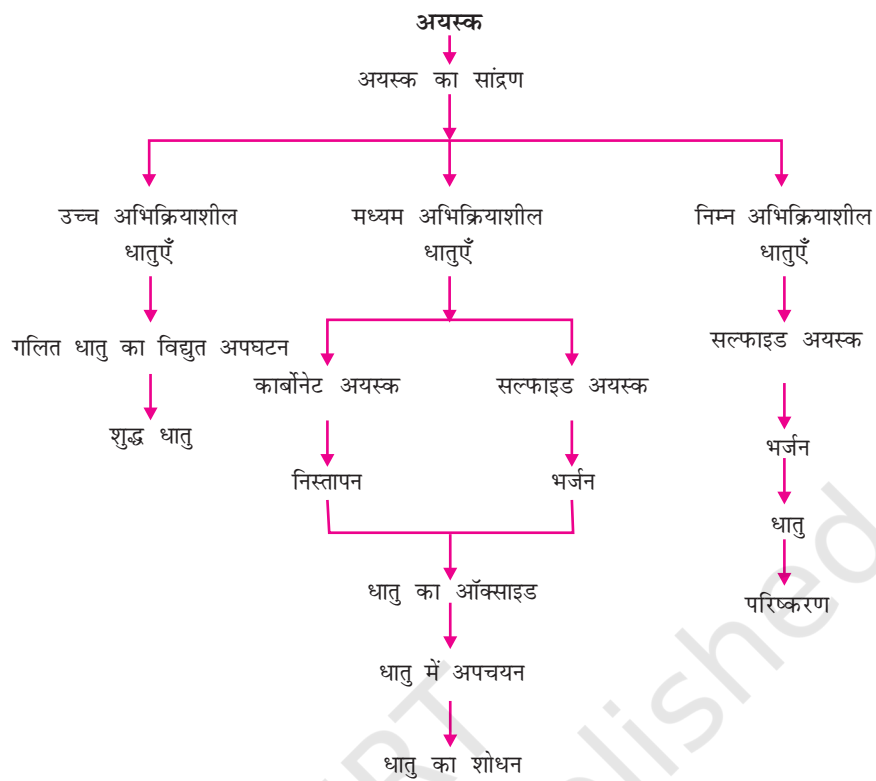 अयस्क
अयस्क का सांद्रण
उच्च अभिक्रियाशील
धातुएँ
मध्यम अभिक्रियाशील
धातुएँ
निम्न अभिक्रियाशील
धातुएँ
गलित धातु का विद्युत अपघटन
शुद्ध धातु
कार्बोनेट अयस्क
सल्फाइड अयस्क
निस्तापन
भर्जन
धातु का ऑक्साइड
धातु में अपचयन
धातु का शोधन
सल्फाइड अयस्क
भर्जन
धातु
परिष्करण